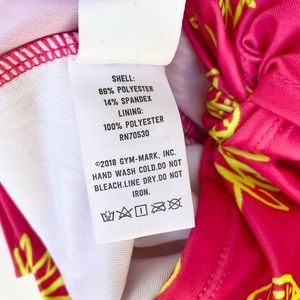 SHELL:
86% POLYESTER
14% SPANDEX
LINING:
100% POLYESTER
RN70530
©2018 GYM-MARK, INC.
HAND WASH COLD.DO NOT
BLEACH.LINE DRY.DO NOT
IRON.